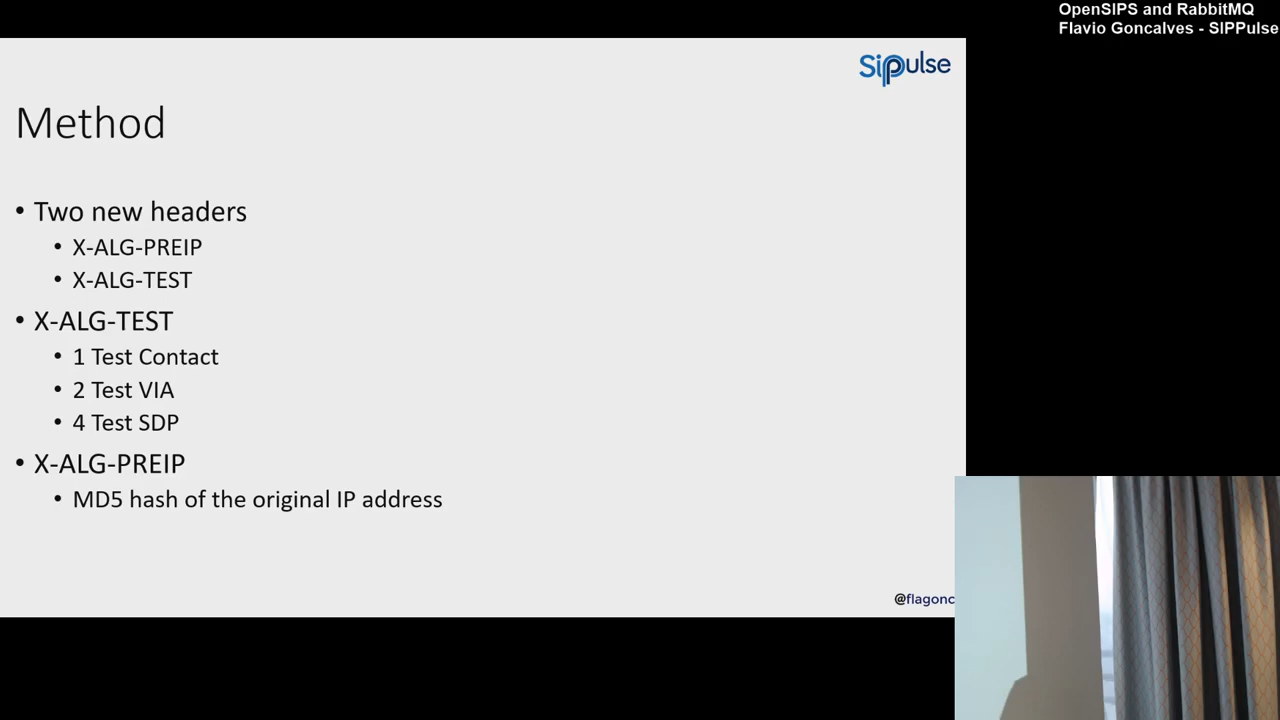 OpenSIPS and RabbitMQ
Flavio Goncalves - SIPPulse
Sippulse
Method
• Two new headers
• X-ALG-PREIP
• X-ALG-TEST
• X-ALG-TEST
• 1 Test Contact
• 2 Test VIA
• 4 Test SDP
• X-ALG-PREIP
• MD5 hash of the original IP address
@flagonc